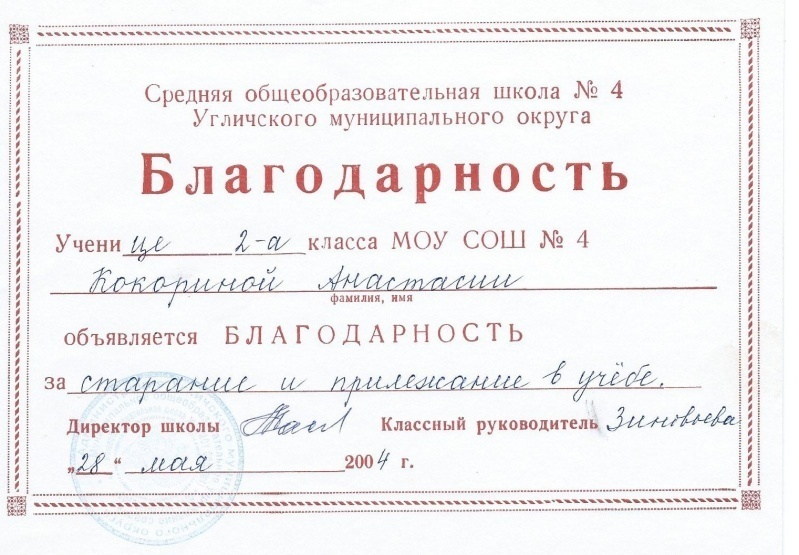 Средняя общеобразовательная школа № 4
Угличского муниципального округа
Благодарность
Ученице 2-а класса МОУ СОШ № 4
Кокориной Анастасии
фамилия, имя
объявляется БЛАГОДАРНОСТЬ
за старание и прилежание в учёбе.
Директор школы Классный руководитель Зиновьева
„28“ мая 2004 г.